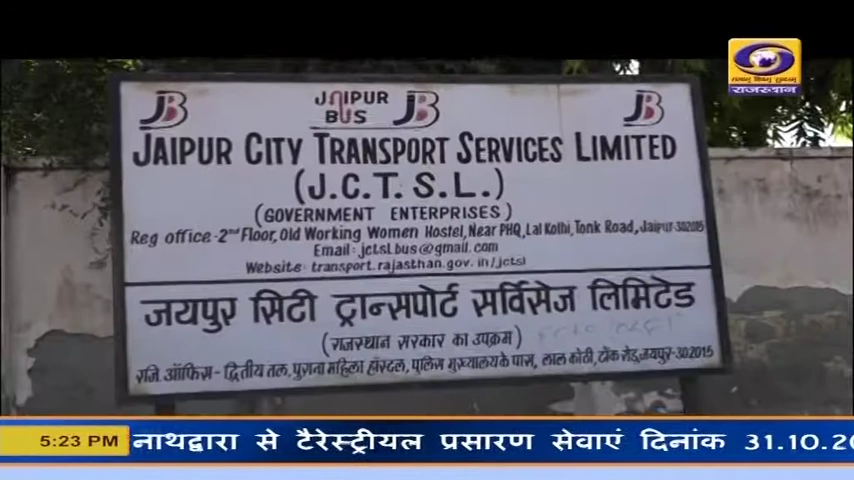 राजस्थान
JB
JAIPUR BUS
JB
JB
JAIPUR CITY TRANSPORT SERVICES LIMITED
(J.C.T. S.L.)
(GOVERNMENT ENTERPRISES)
REG OFFICE-2ND FLOOR, OLD WORKING WOMEN HOSTEL, NEAR PHQ, LAL KOTHI, TONK ROAD, JAIPUR-302015
EMAIL: jctsl.bus@gmail.com
WEBSITE:-TRANSPORT.RAJASTHAN.GOV.IN/JCTSL
जयपुर सिटी ट्रान्सपोर्ट सर्विसेज लिमिटेड
(राजस्थान सरकार का उपक्रम)
रजि. ऑफिस-द्वितीय तल, पुराना महिला हॉस्टल, पुलिस मुख्यालय के पास, लाल कोठी, टोंक रोड़, जयपुर-302015
5:23 PM नाथद्वारा से टैरेस्ट्रीयल प्रसारण सेवाएं दिनांक 31.10.20